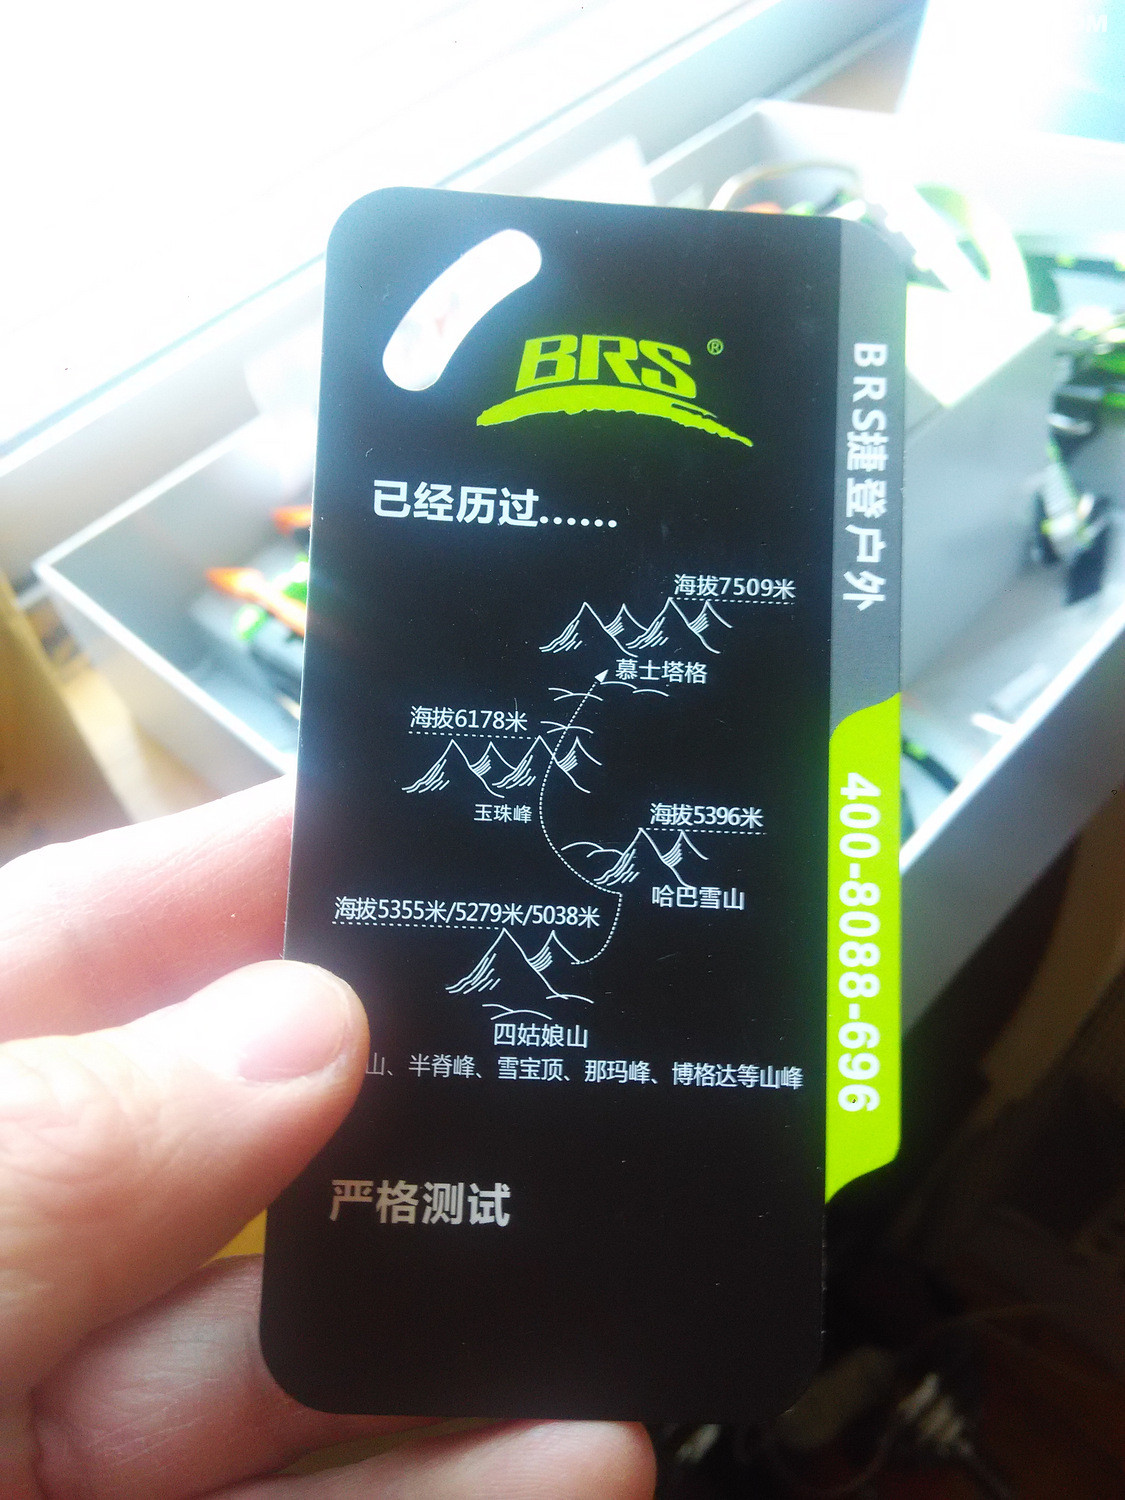 BRS®
已经历过......
海拔7509米
慕士塔格
海拔6178米
玉珠峰
海拔5396米
哈巴雪山
海拔5355米/5279米/5038米
四姑娘山
山、半脊峰、雪宝顶、那玛峰、博格达等山峰
严格测试
BRS捷登户外
400-8088-696